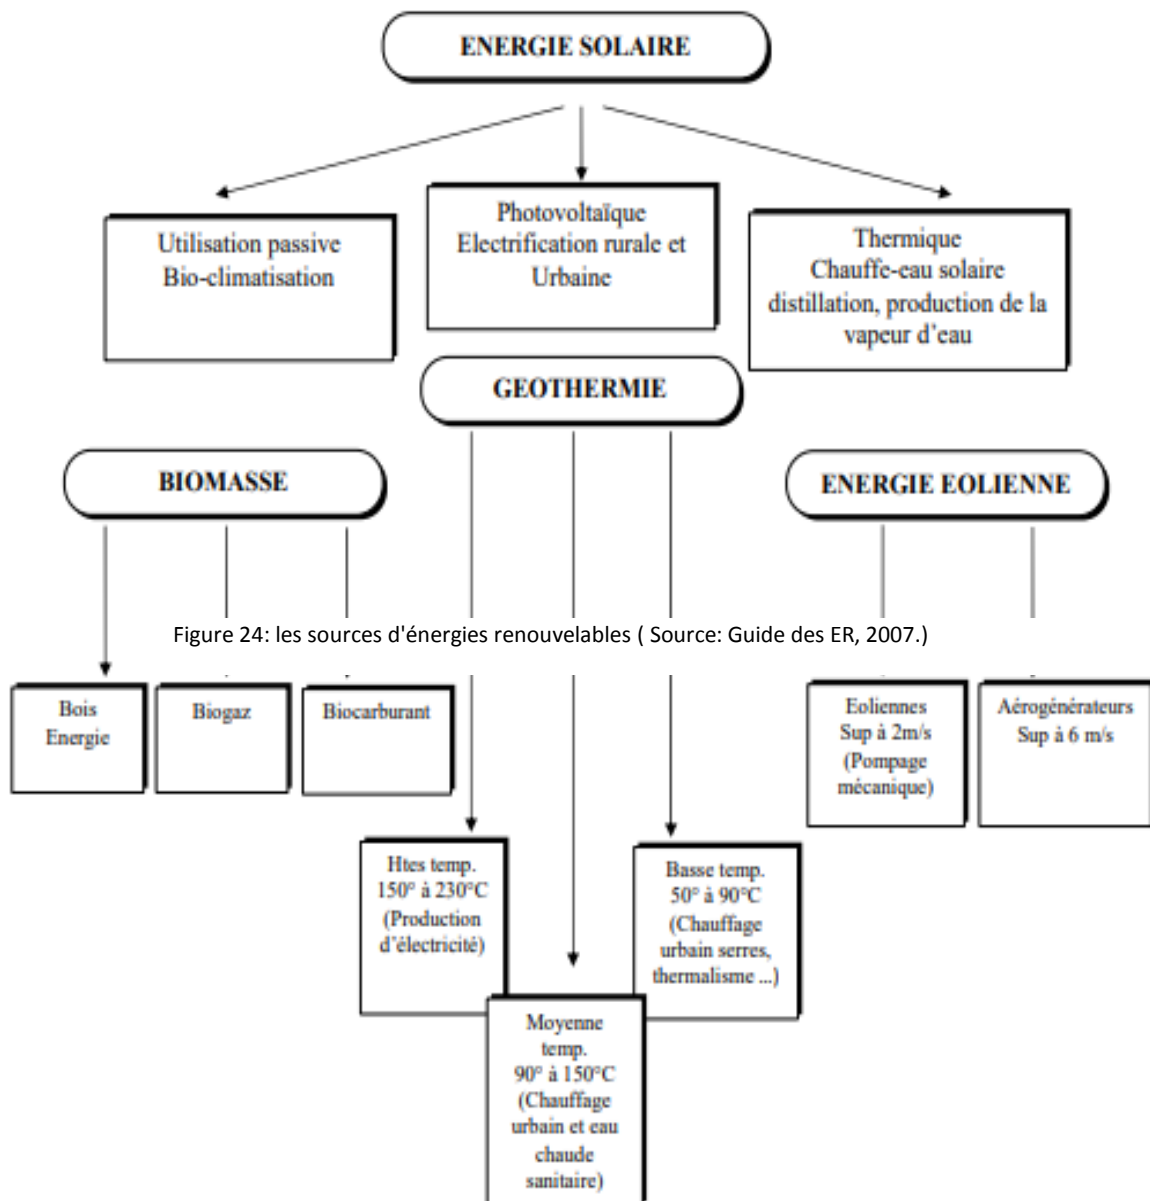 ENERGIE SOLAIRE
Utilisation passive
Bio-climatisation
Photovoltaïque
Electrification rurale et
Urbaine
Thermique
Chauffe-eau solaire
distillation, production de la
vapeur d'eau
GEOTHERMIE
BIOMASSE
ENERGIE EOLIENNE
Figure 24: les sources d'énergies renouvelables ( Source: Guide des ER, 2007.)
Bois
Energie
Biogaz
Biocarburant
Eoliennes
Sup à 2m/s
(Pompage
mécanique)
Aérogénérateurs
Sup à 6 m/s
Htes temp.
150° à 230°C
(Production
d'électricité)
Basse temp.
50° à 90°C
(Chauffage
urbain serres,
thermalisme ...)
Moyenne
temp.
90° à 150°C
(Chauffage
urbain et eau
chaude
sanitaire)